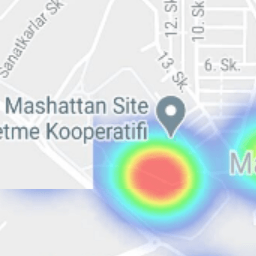 Sanatkarlar Sk.
12. Sk.
10. Sk.
13. Sk.
6. Sk.
Mashattan Site
etme Kooperatifi
Ma